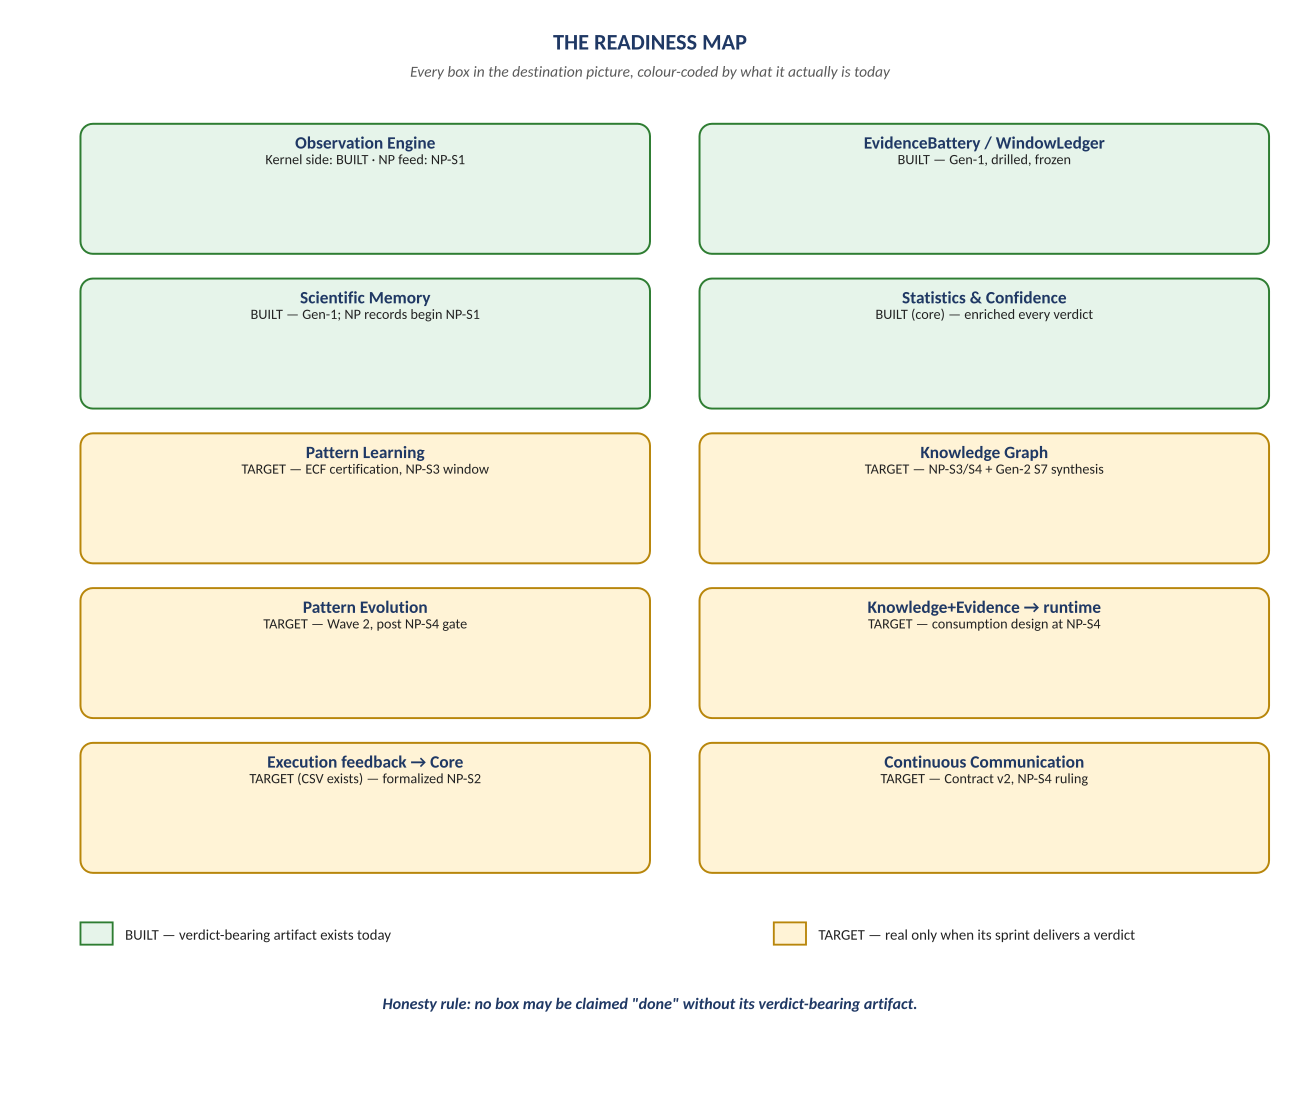 THE READINESS MAP
Every box in the destination picture, colour-coded by what it actually is today
Observation Engine
Kernel side: BUILT · NP feed: NP-S1
EvidenceBattery / WindowLedger
BUILT — Gen-1, drilled, frozen
Scientific Memory
BUILT — Gen-1; NP records begin NP-S1
Statistics & Confidence
BUILT (core) — enriched every verdict
Pattern Learning
TARGET — ECF certification, NP-S3 window
Knowledge Graph
TARGET — NP-S3/S4 + Gen-2 S7 synthesis
Pattern Evolution
TARGET — Wave 2, post NP-S4 gate
Knowledge+Evidence → runtime
TARGET — consumption design at NP-S4
Execution feedback → Core
TARGET (CSV exists) — formalized NP-S2
Continuous Communication
TARGET — Contract v2, NP-S4 ruling
BUILT — verdict-bearing artifact exists today
TARGET — real only when its sprint delivers a verdict
Honesty rule: no box may be claimed "done" without its verdict-bearing artifact.